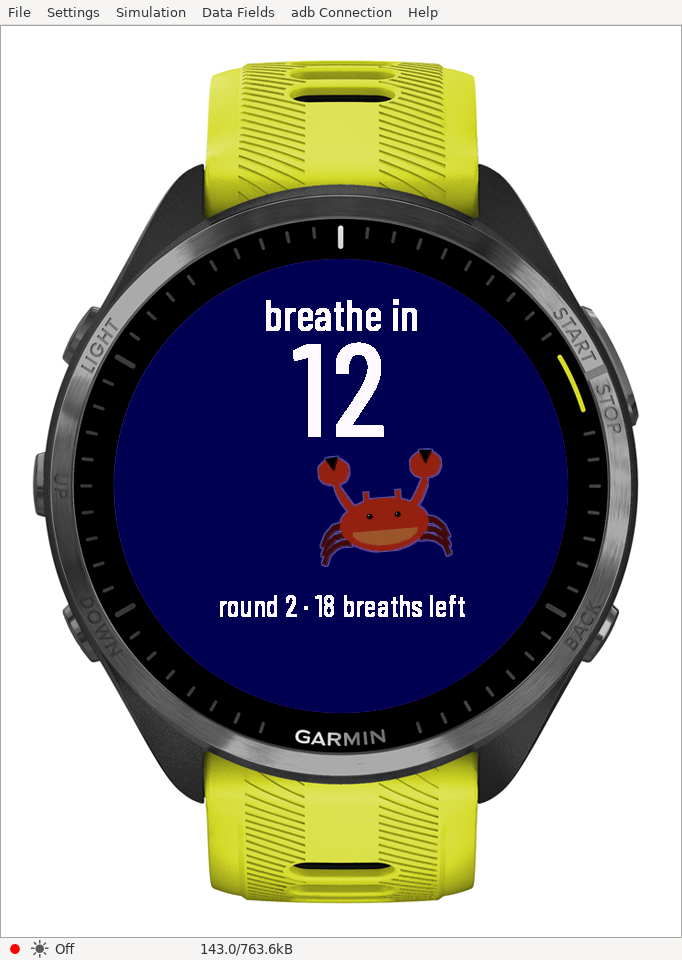 File Settings Simulation Data Fields adb Connection Help
START
STOP
LIGHT
breathe in
12
UP
round 2 · 18 breaths left
DOWN
BACK
GARMIN
Off 143.0/763.6kB